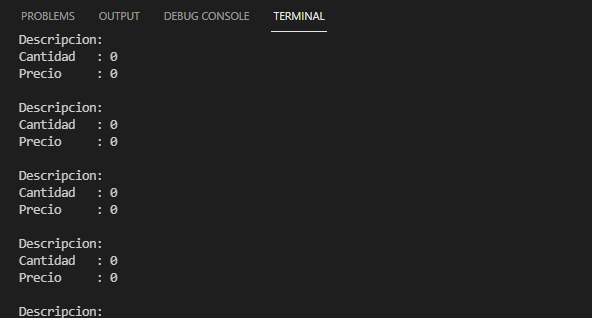 PROBLEMS OUTPUT DEBUG CONSOLE TERMINAL
Descripcion:
Cantidad   : 0
Precio     : 0
Descripcion:
Cantidad   : 0
Precio     : 0
Descripcion:
Cantidad   : 0
Precio     : 0
Descripcion:
Cantidad   : 0
Precio     : 0
Descripcion: